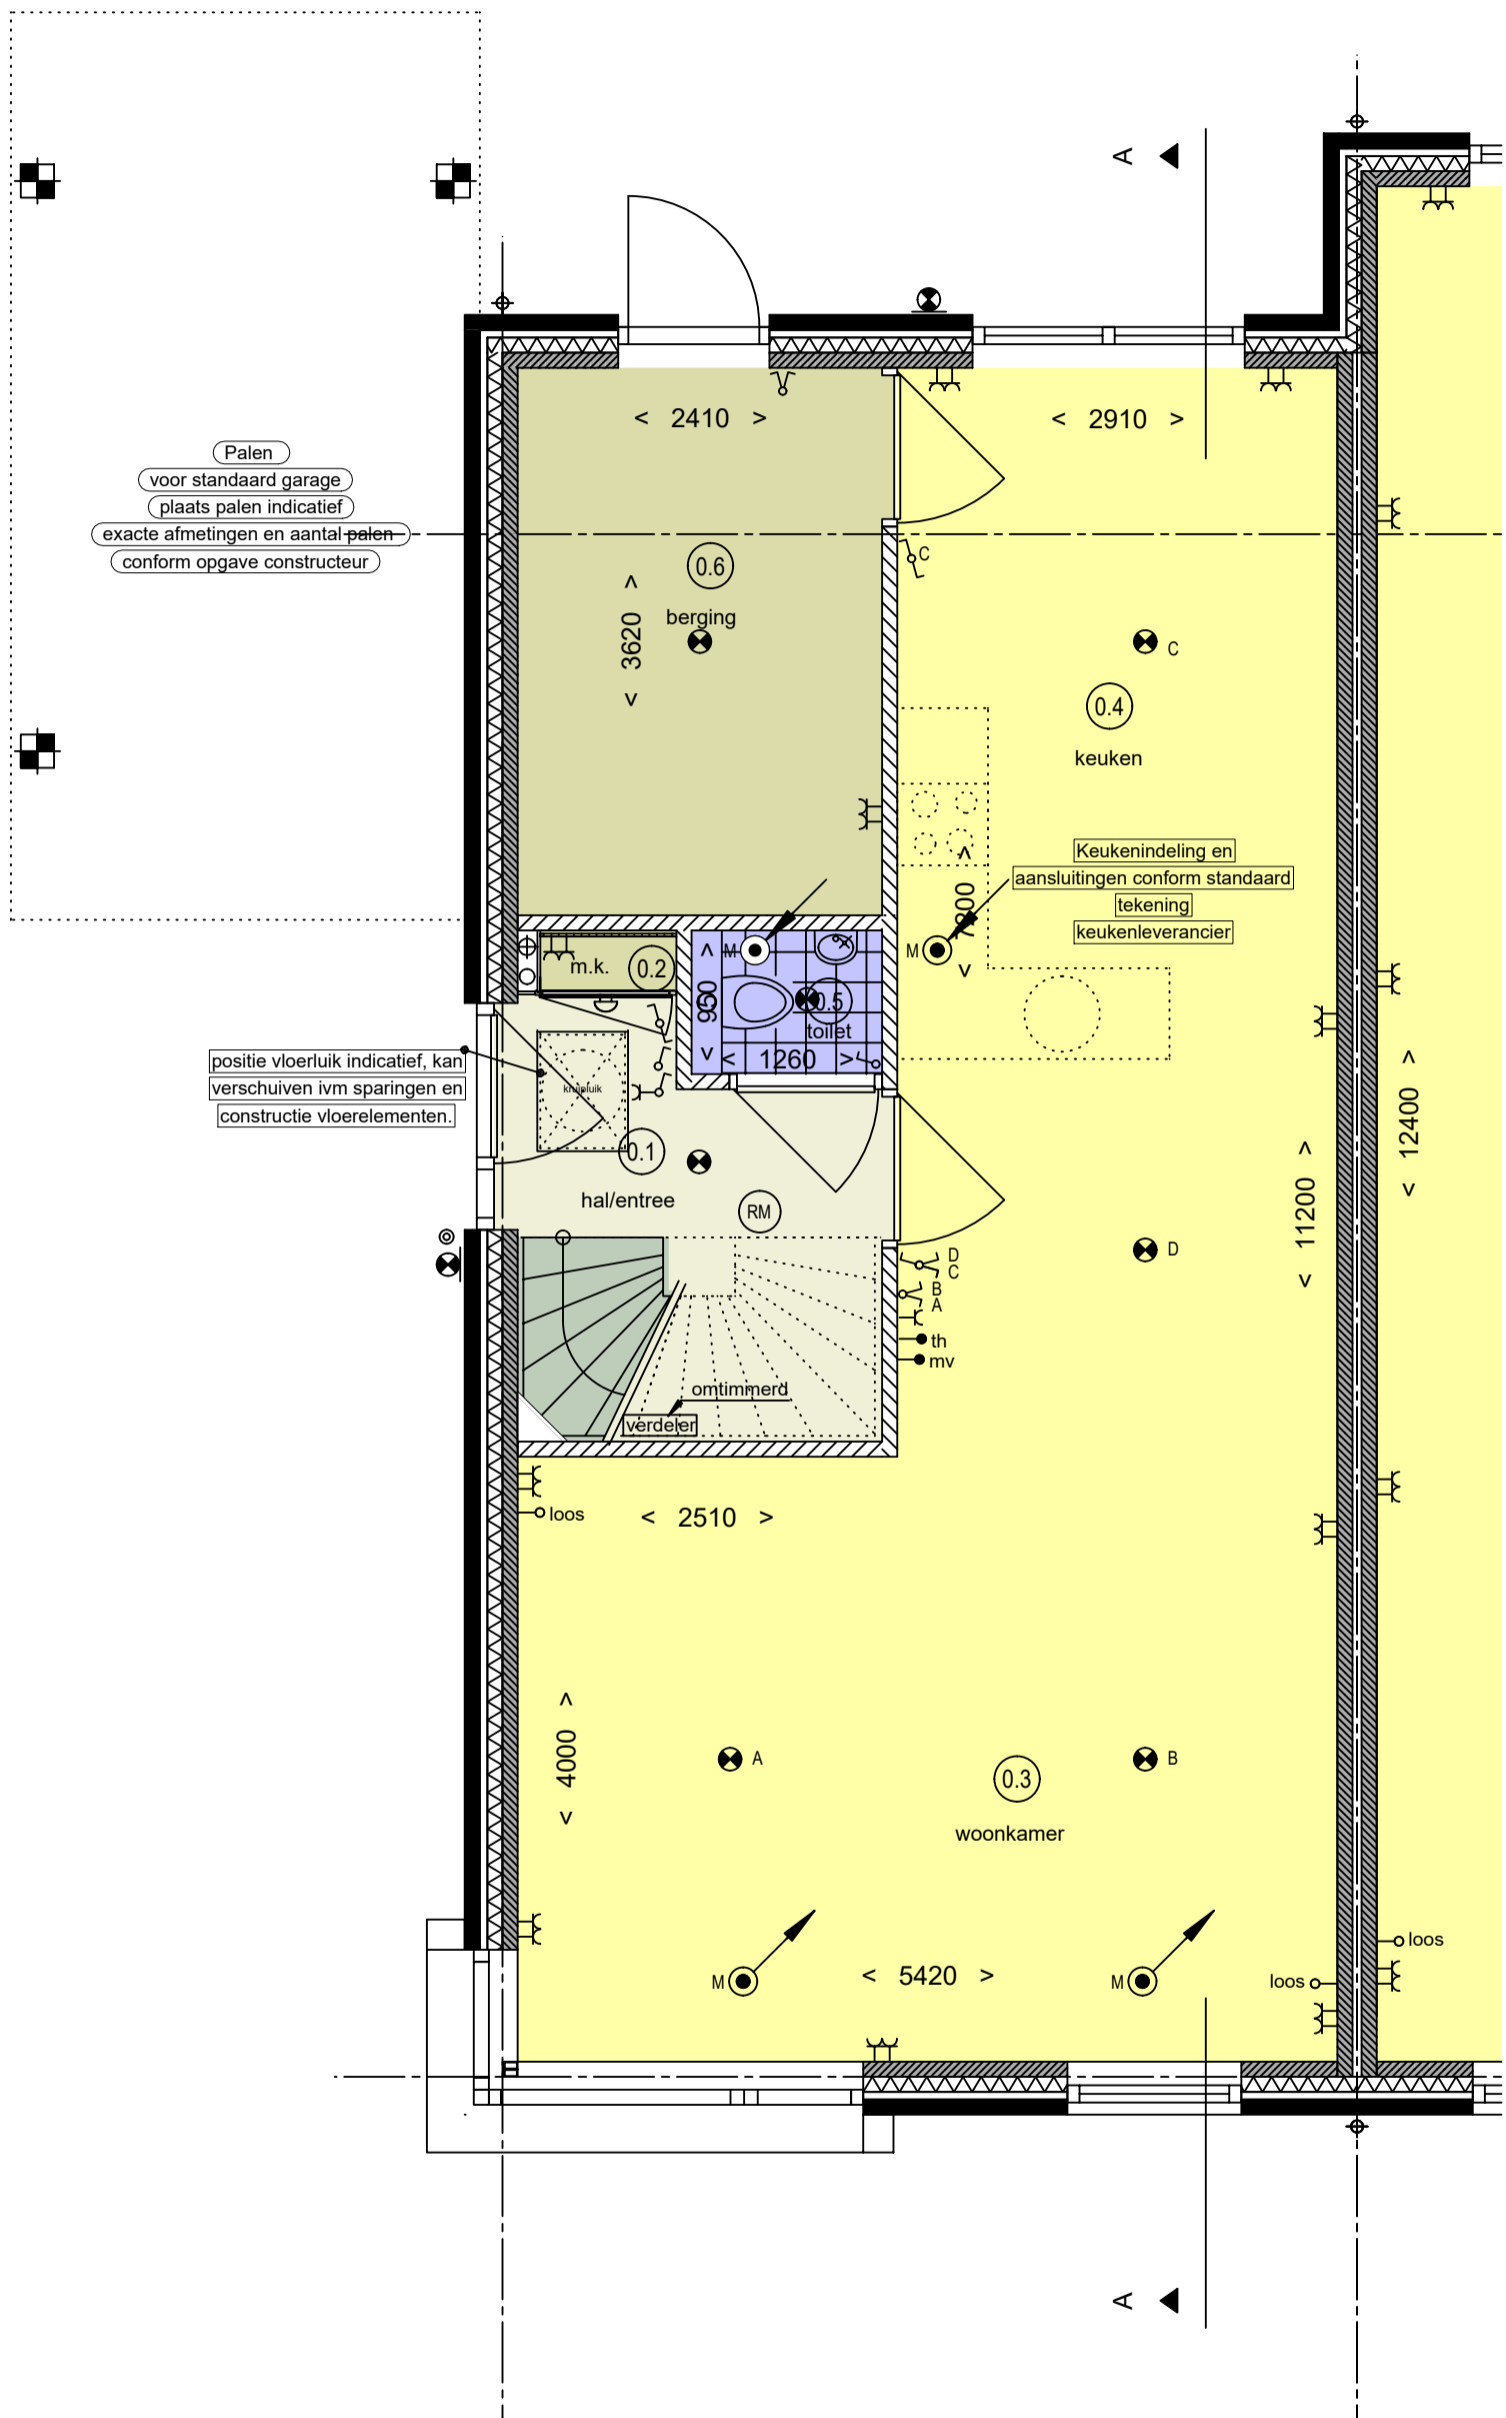 A
< 2410 >
< 2910 >
Palen
voor standaard garage
plaats palen indicatief
exacte afmetingen en aantal palen
conform opgave constructeur
C
0.6
berging
< 3620 >
C
0.4
keuken
Keukenindeling en
aansluitingen conform standaard
tekening
keukenleverancier
< 7200 >
M
M
m.k.
0.2
< 950 >
0.5
toilet
< 1260 >
positie vloerluik indicatief, kan
verschuiven ivm sparingen en
constructie vloerelementen.
kruipluik
0.1
hal/entree
RM
< 11200 >
< 12400 >
D
D
C
B
A
th
mv
omtimmerd
verdeler
loos
< 2510 >
< 4000 >
A
B
0.3
woonkamer
loos
M
< 5420 >
M
loos
A